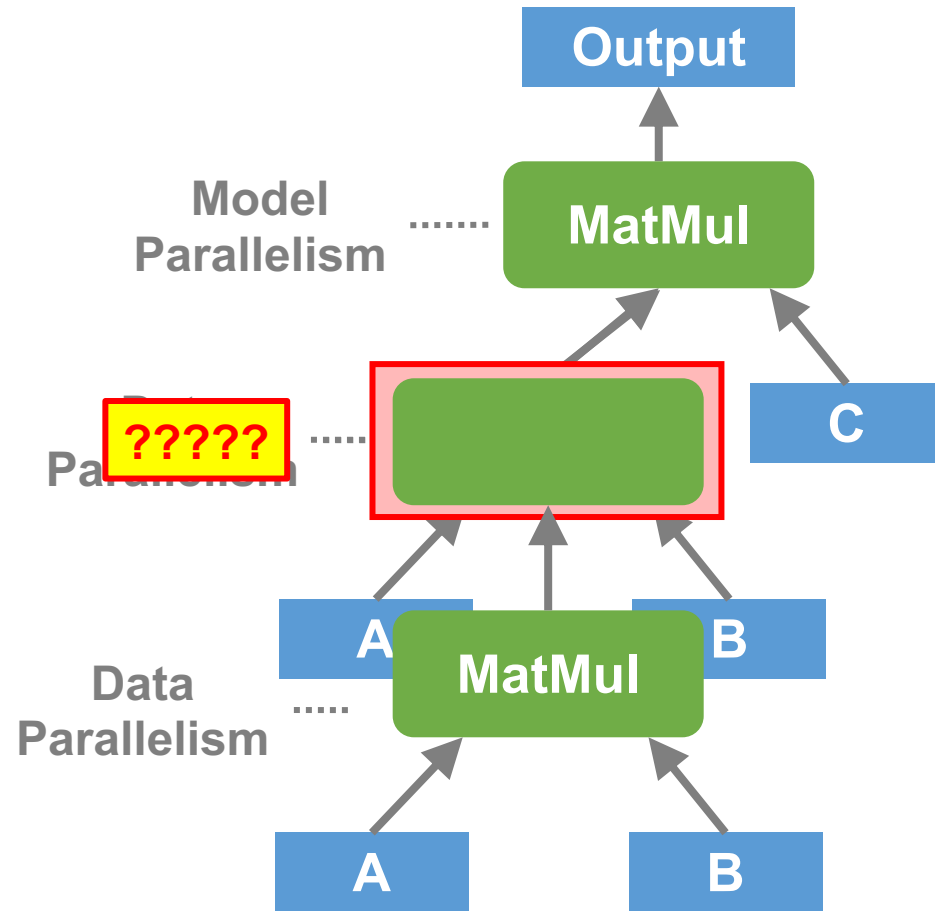 Output
Model
Parallelism
MatMul
C
?????
A
B
MatMul
Data
Parallelism
A
B